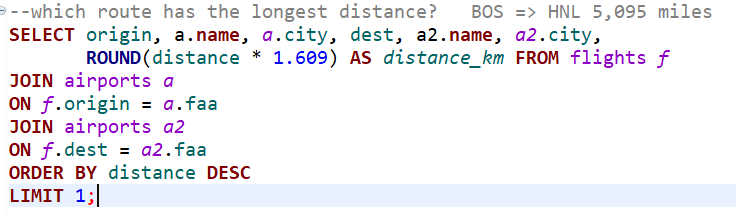 --which route has the longest distance?   BOS => HNL 5,095 miles
SELECT origin, a.name, a.city, dest, a2.name, a2.city,
       ROUND(distance * 1.609) AS distance_km FROM flights f
JOIN airports a
ON f.origin = a.faa
JOIN airports a2
ON f.dest = a2.faa
ORDER BY distance DESC
LIMIT 1;